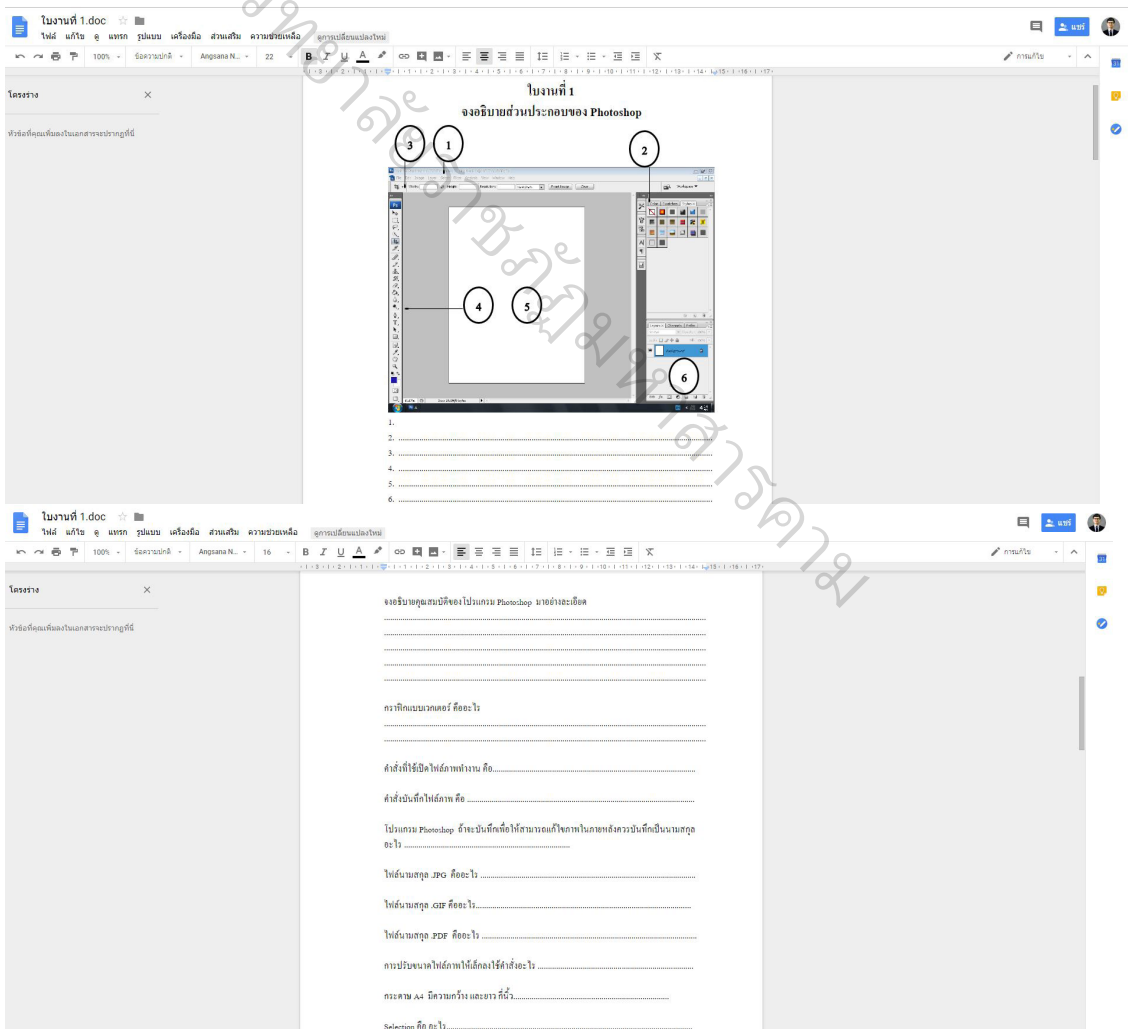 ใบงานที่ 1.doc
ไฟล์ แก้ไข ดู แทรก รูปแบบ เครื่องมือ ส่วนเสริม ความช่วยเหลือ ดูการเปลี่ยนแปลงใหม่
แชร์
100% ข้อความปกติ Angsana N... 22 B I U A การแก้ไข
โครงร่าง
หัวข้อที่คุณเพิ่มลงในเอกสารจะปรากฏที่นี่
ใบงานที่ 1
จงอธิบายส่วนประกอบของ Photoshop
3 1 2
4 5
6
1.
2. ........................................
3. ........................................
4. ........................................
5. ........................................
6. ........................................
มหาวิทยาลัยราชภัฏมหาสารคาม
ใบงานที่ 1.doc
ไฟล์ แก้ไข ดู แทรก รูปแบบ เครื่องมือ ส่วนเสริม ความช่วยเหลือ ดูการเปลี่ยนแปลงใหม่
แชร์
100% ข้อความปกติ Angsana N... 16 B I U A การแก้ไข
โครงร่าง
หัวข้อที่คุณเพิ่มลงในเอกสารจะปรากฏที่นี่
จงอธิบายคุณสมบัติของโปรแกรม Photoshop มาอย่างละเอียด
กราฟิกแบบเวกเตอร์ คืออะไร
คำสั่งที่ใช้เปิดไฟล์ภาพทำงาน คือ........................................
คำสั่งบันทึกไฟล์ภาพ คือ ........................................
โปรแกรม Photoshop ถ้าจะบันทึกเพื่อให้สามารถแก้ไขภาพในภายหลังควรบันทึกเป็นนามสกุล
อะไร ........................................
ไฟล์นามสกุล .JPG คืออะไร ........................................
ไฟล์นามสกุล .GIF คืออะไร........................................
ไฟล์นามสกุล .PDF คืออะไร ........................................
การปรับขนาดไฟล์ภาพให้เล็กลงใช้คำสั่งอะไร ........................................
กระดาษ A4 มีความกว้าง และยาว กี่นิ้ว........................................
Selection คือ อะไร........................................